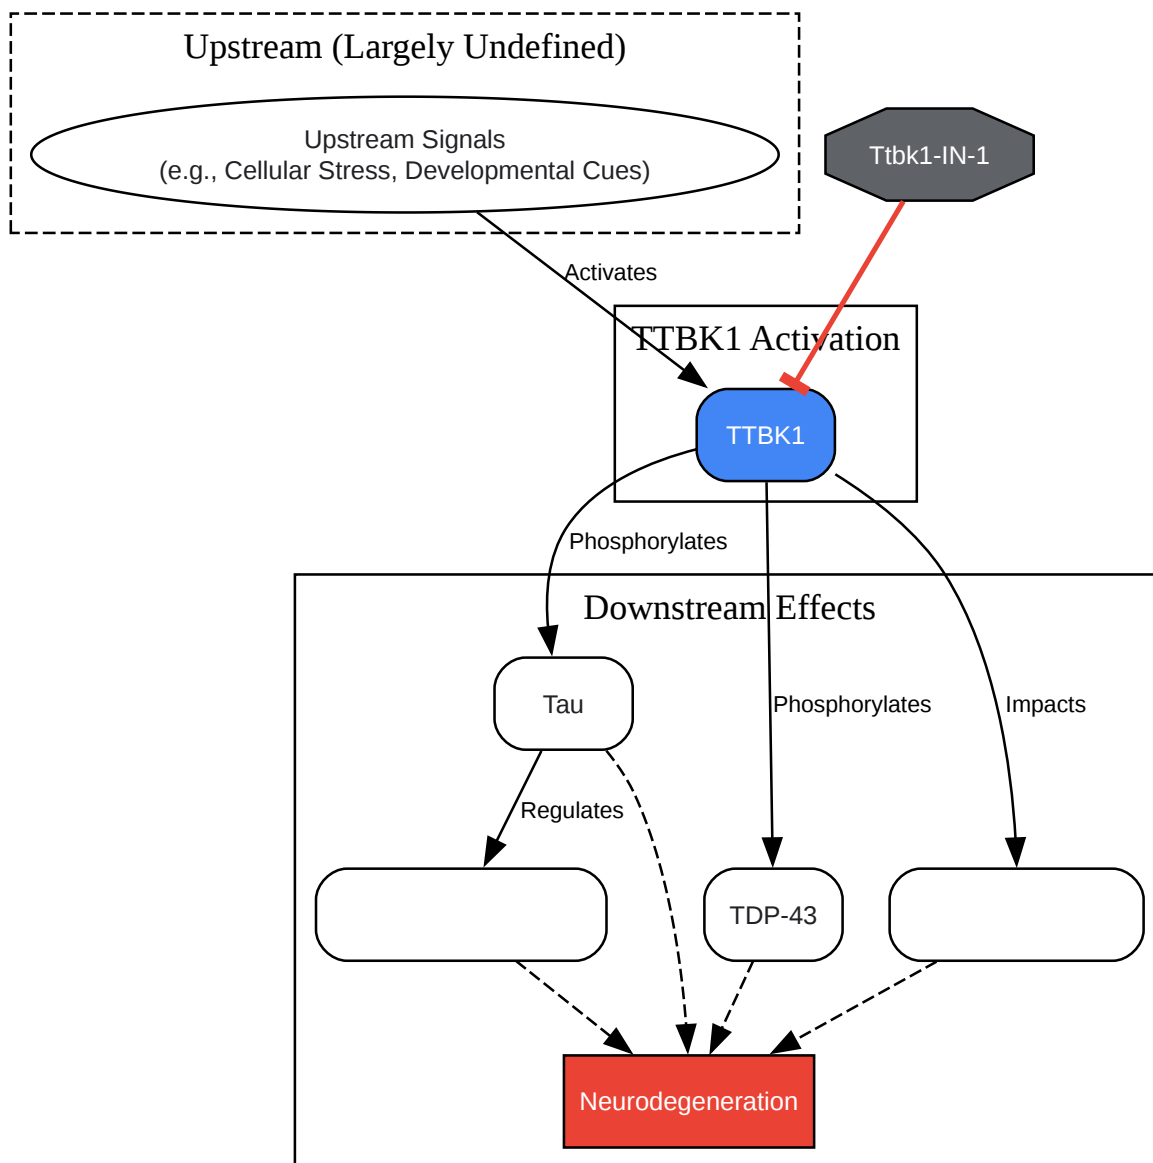 Upstream (Largely Undefined)
Upstream Signals
(e.g., Cellular Stress, Developmental Cues)
Ttbk1-IN-1
Activates
TTBK1 Activation
TTBK1
Phosphorylates
Downstream Effects
Tau
Phosphorylates
Impacts
Regulates
TDP-43
Neurodegeneration